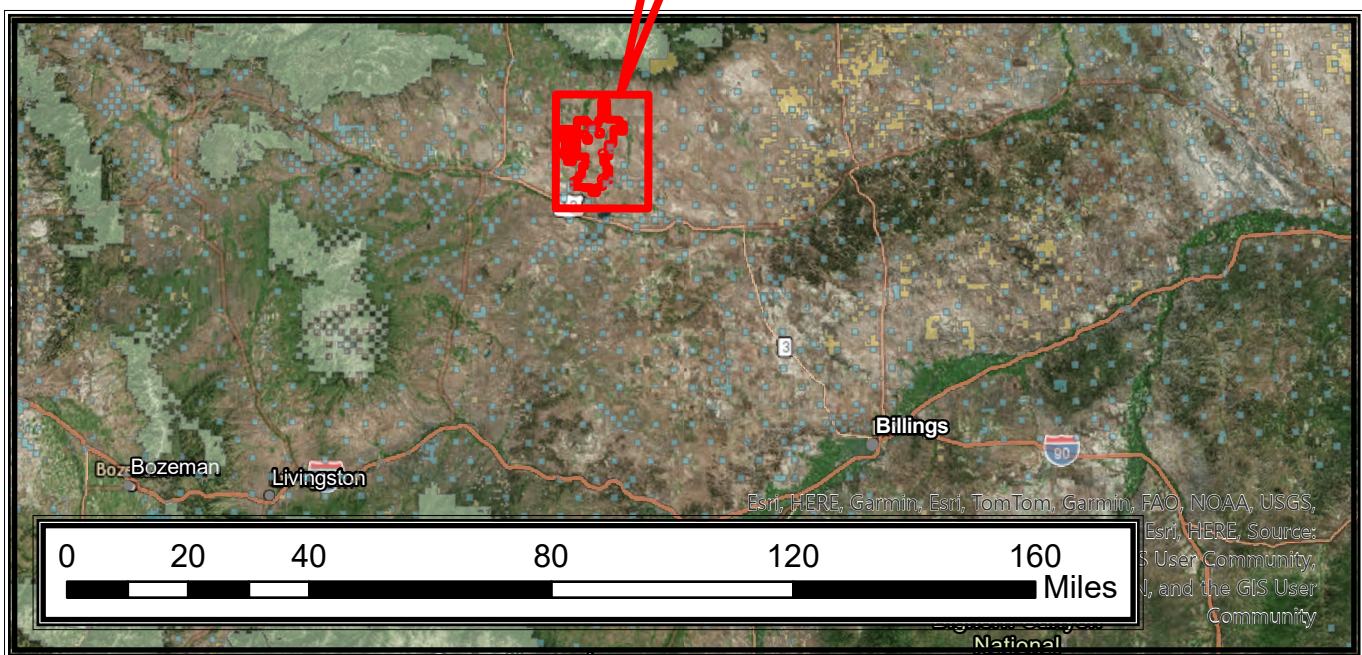 3
Billings
90
Bozeman
Livingston
Esri, HERE, Garmin, Esri, TomTom, Garmin, FAO, NOAA, USGS,
Esri, HERE, Source:
User Community,
and the GIS User
Community
0 20 40 80 120 160
Miles
National